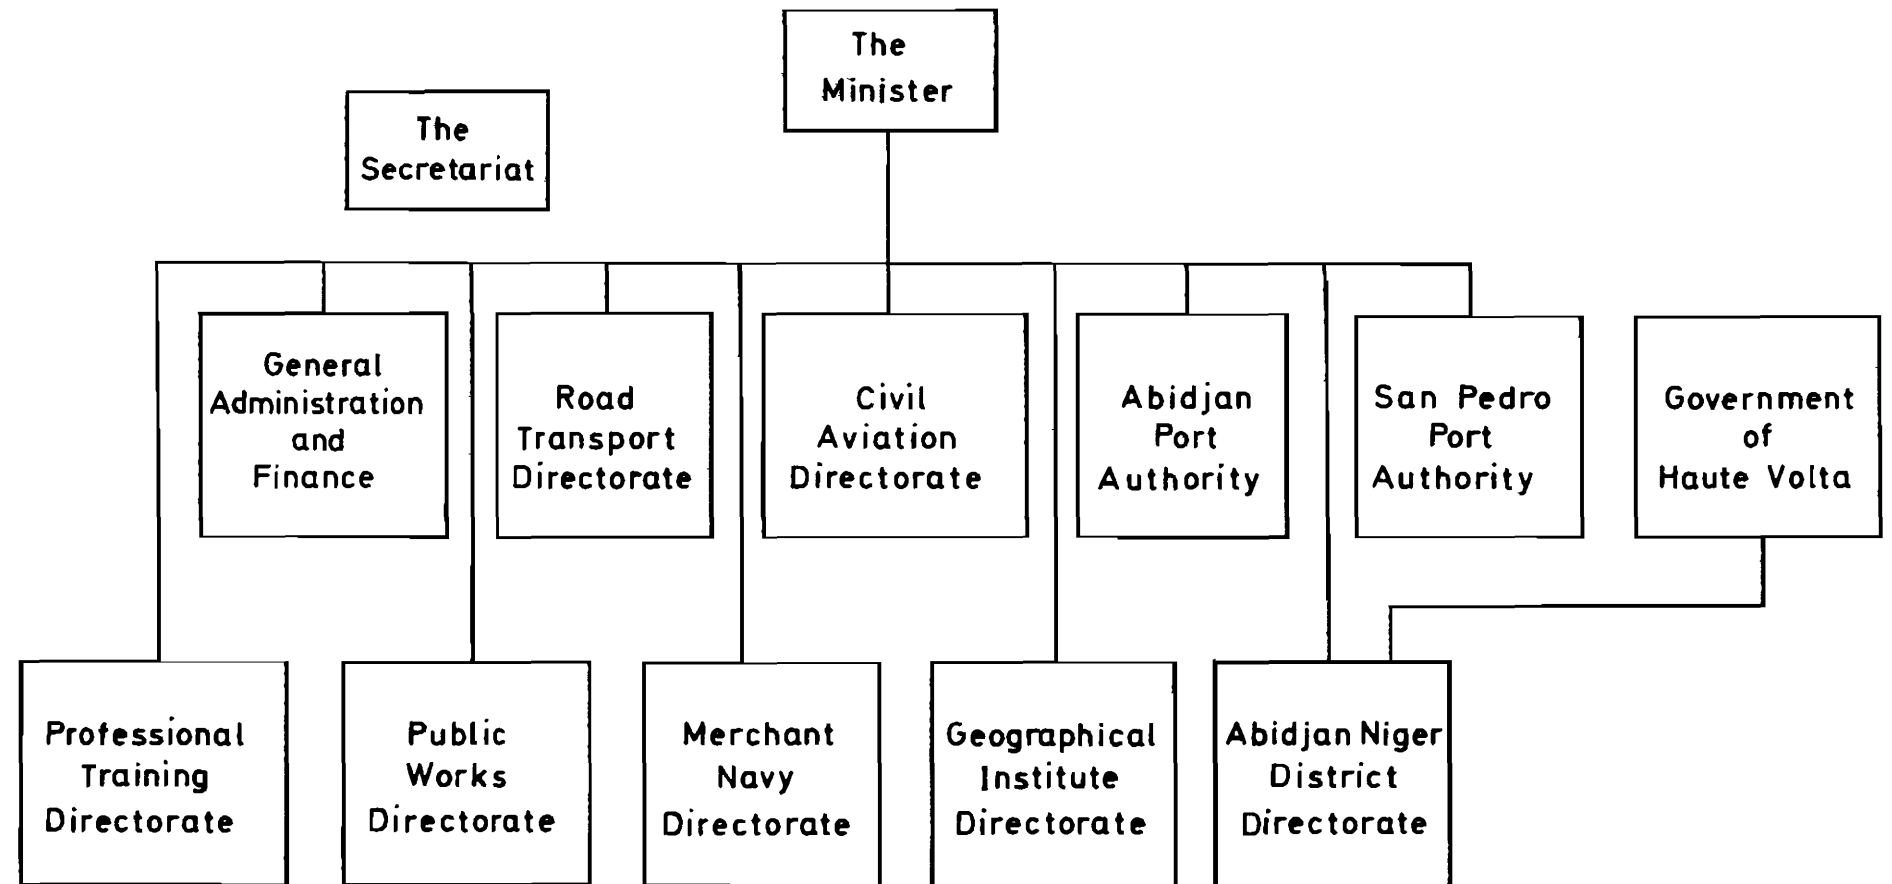 The
Minister
The
Secretariat
General
Administration
and
Finance
Road
Transport
Directorate
Civil
Aviation
Directorate
Abidjan
Port
Authority
San Pedro
Port
Authority
Government
of
Haute Volta
Professional
Training
Directorate
Public
Works
Directorate
Merchant
Navy
Directorate
Geographical
Institute
Directorate
Abidjan Niger
District
Directorate